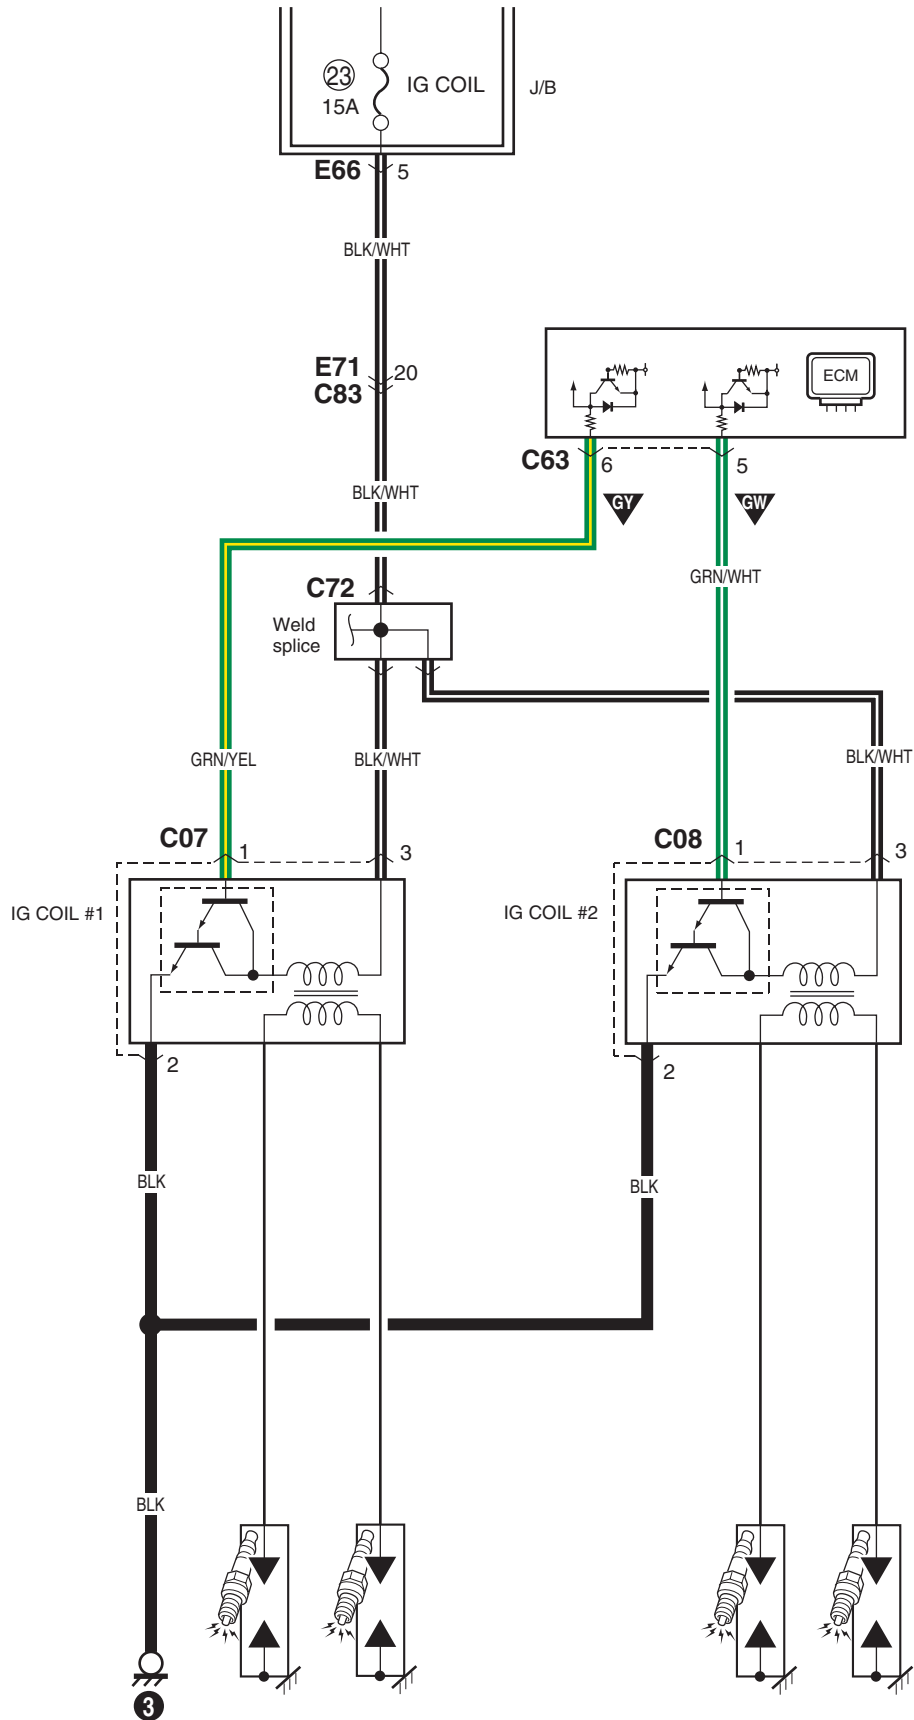 23
15A
IG COIL
J/B
E66
5
BLK/WHT
E71
20
C83
ECM
C63
6
5
BLK/WHT
GY
GW
C72
GRN/WHT
Weld
splice
GRN/YEL
BLK/WHT
BLK/WHT
C07
1
3
C08
1
3
IG COIL #1
IG COIL #2
2
2
BLK
BLK
BLK
3